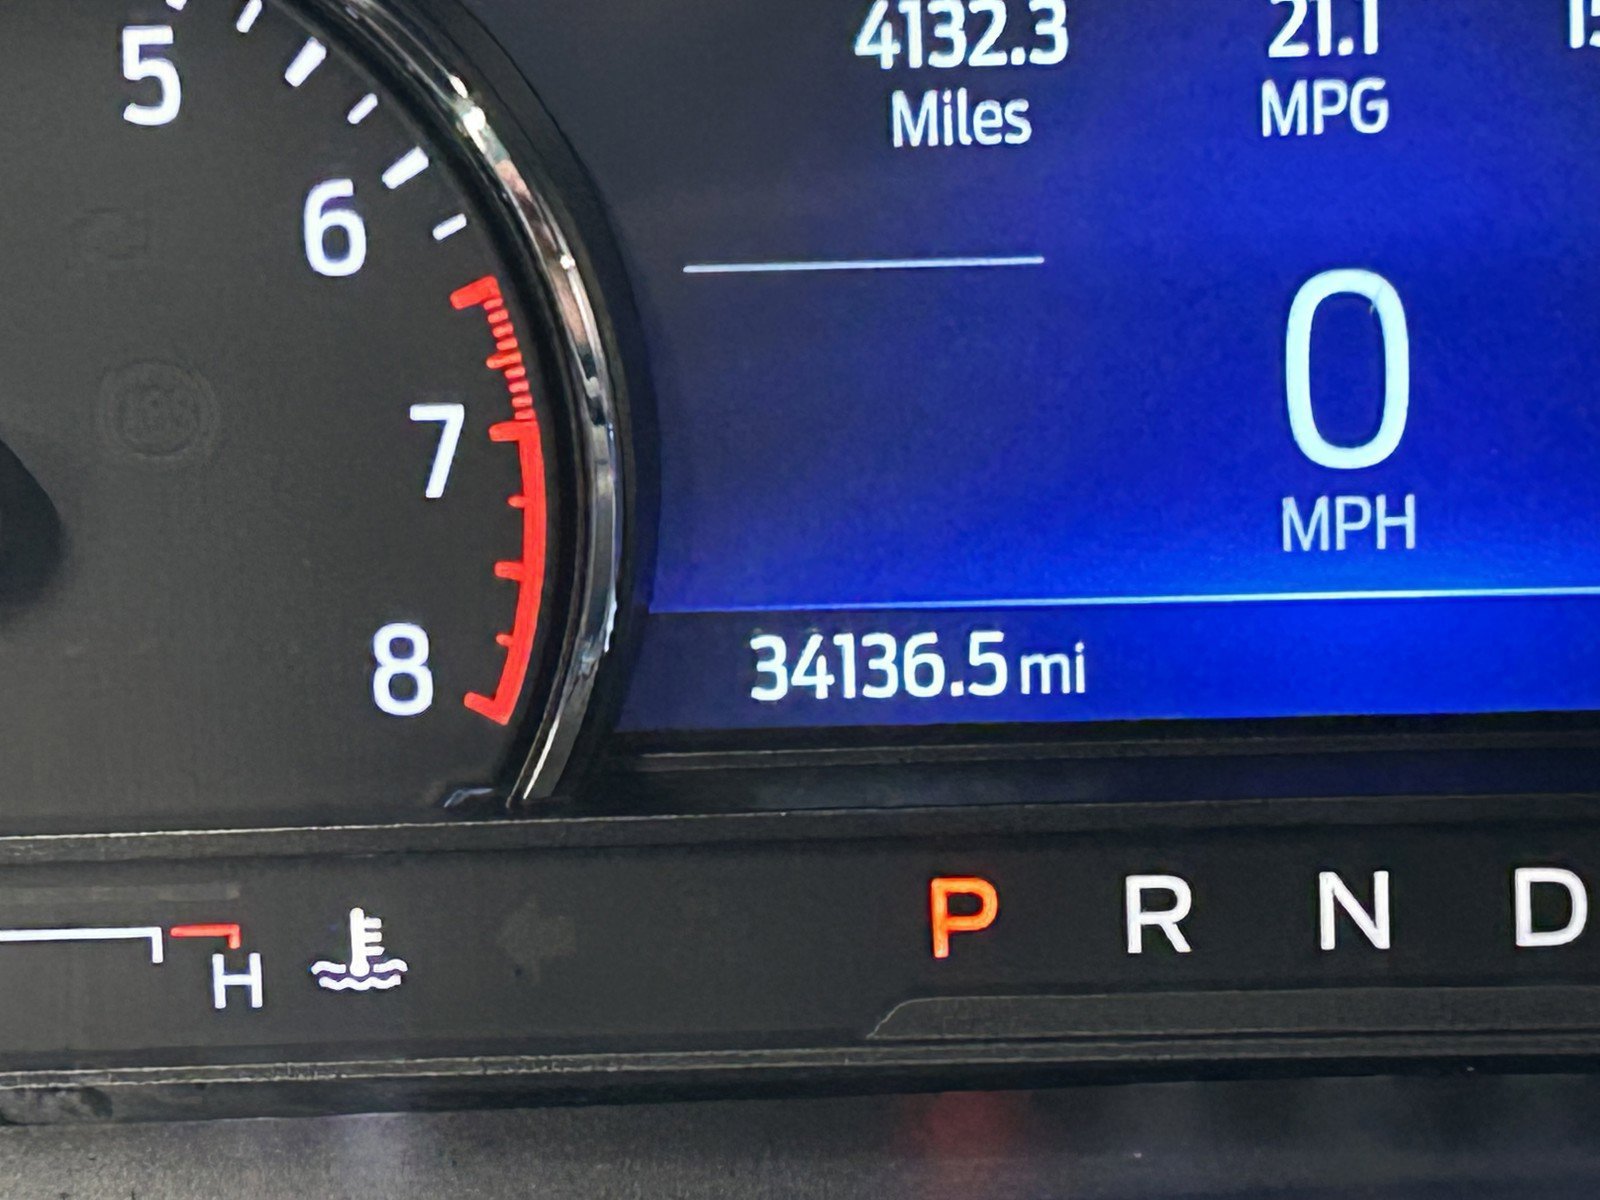 5
6
7
8
4132.3
Miles
21.1
MPG
0
MPH
34136.5 mi
H
P R N D